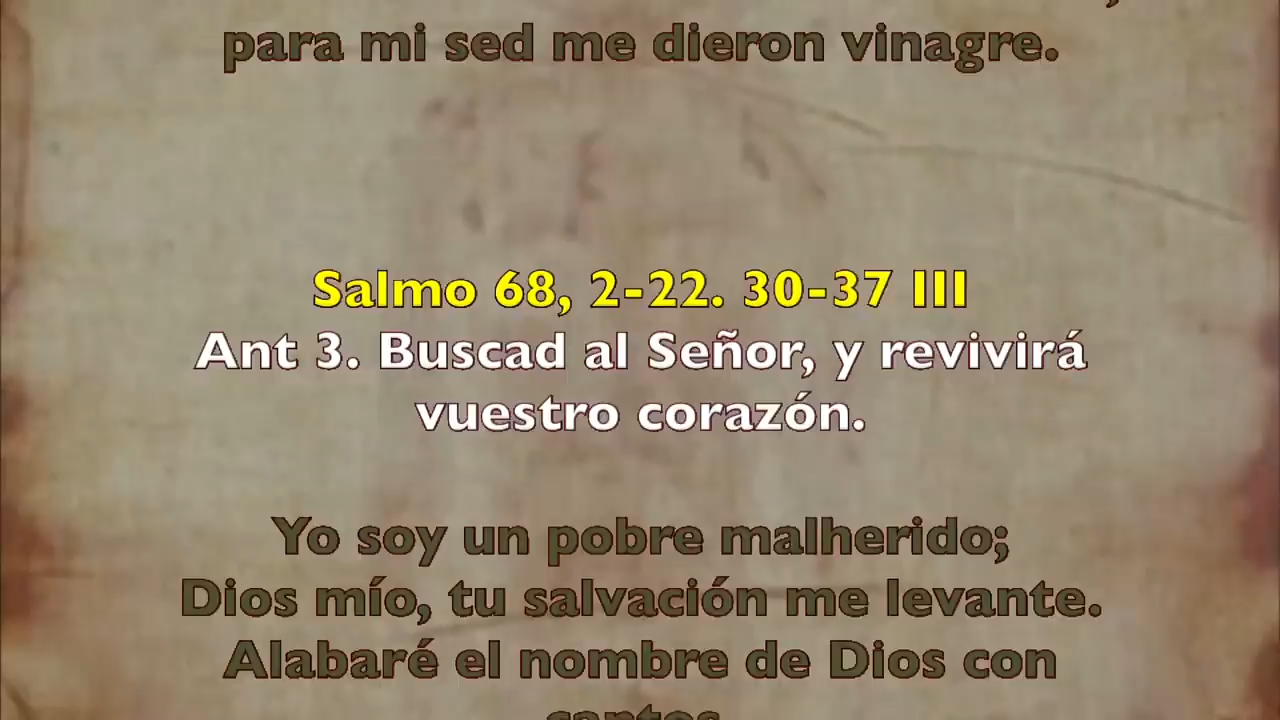 para mi sed me dieron vinagre.
Salmo 68, 2-22. 30-37 III
Ant 3. Buscad al Señor, y revivirá
vuestro corazón.
Yo soy un pobre malherido;
Dios mío, tu salvación me levante.
Alabaré el nombre de Dios con